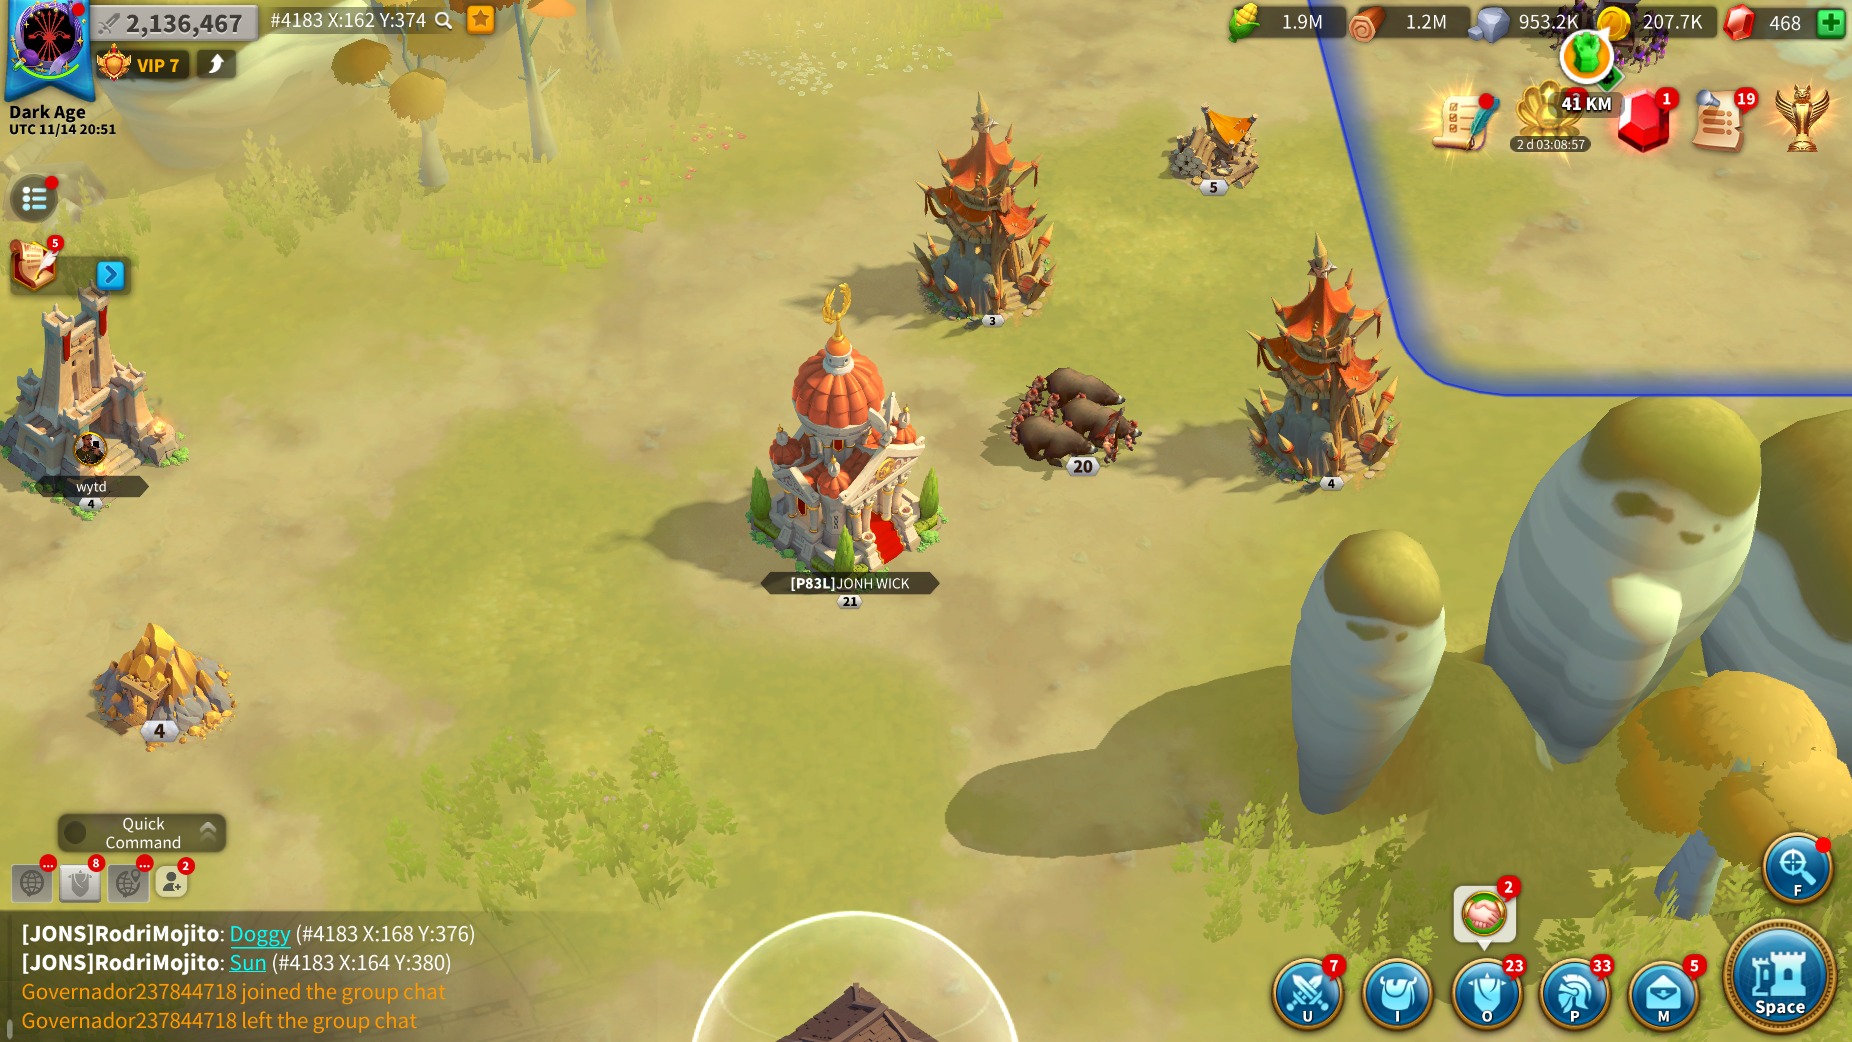 2,136,467
#4183 X:162 Y:374
1.9M
1.2M
953.2K
207.7K
468
VIP 7
Dark Age
UTC 11/14 20:51
41 KM
1
19
2 d 03:08:57
5
5
3
wytd
4
20
4
[P83L]JONH WICK
21
4
Quick
Command
...
8
...
2
[JONS]RodriMojito: Doggy (#4183 X:168 Y:376)
[JONS]RodriMojito: Sun (#4183 X:164 Y:380)
Governador237844718 joined the group chat
Governador237844718 left the group chat
F
2
7
23
33
5
U
I
O
P
M
Space